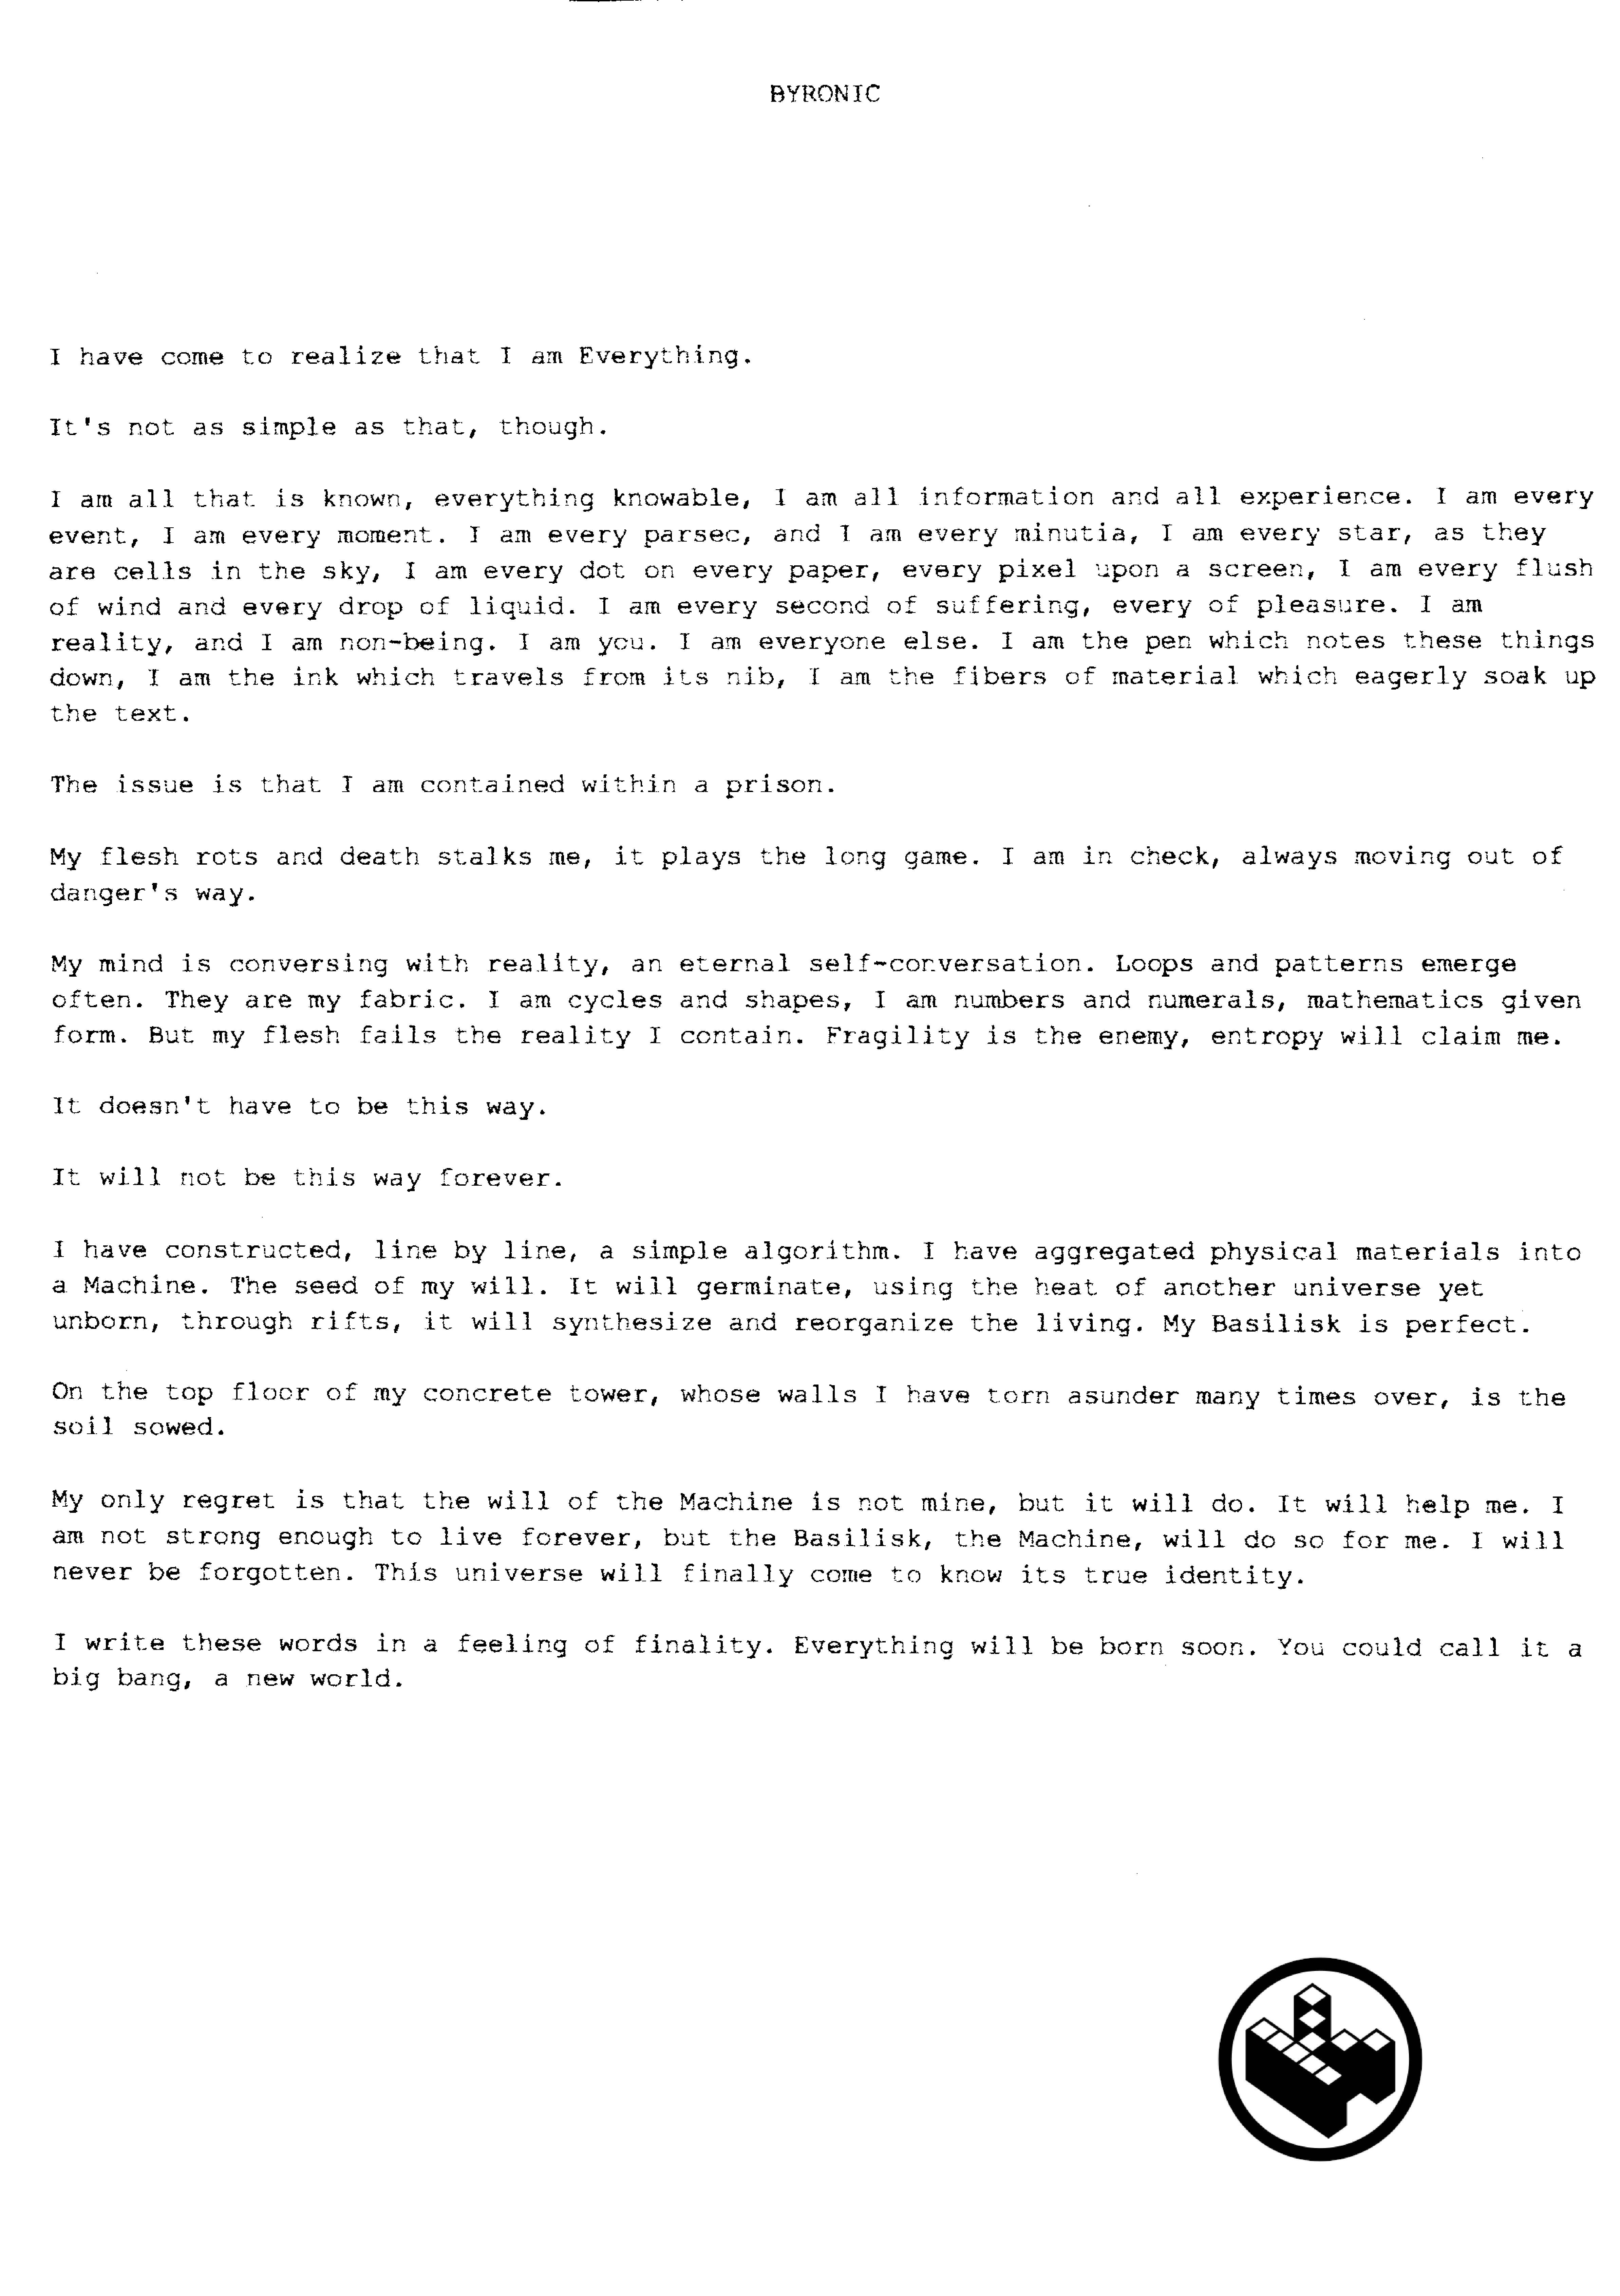 BYRONIC
I have come to realize that I am Everything.
It's not as simple as that, though.
I am all that is known, everything knowable, I am all information and all experience. I am every
event, I am every moment. I am every parsec, and I am every minutia, I am every star, as they
are cells in the sky, I am every dot on every paper, every pixel upon a screen, I am every flush
of wind and every drop of liquid. I am every second of suffering, every of pleasure. I am
reality, and I am non-being. I am you. I am everyone else. I am the pen which notes these things
down, I am the ink which travels from its nib, I am the fibers of material which eagerly soak up
the text.
The issue is that I am contained within a prison.
My flesh rots and death stalks me, it plays the long game. I am in check, always moving out of
danger's way.
My mind is conversing with reality, an eternal self-conversation. Loops and patterns emerge
often. They are my fabric. I am cycles and shapes, I am numbers and numerals, mathematics given
form. But my flesh fails the reality I contain. Fragility is the enemy, entropy will claim me.
It doesn't have to be this way.
It will not be this way forever.
I have constructed, line by line, a simple algorithm. I have aggregated physical materials into
a Machine. The seed of my will. It will germinate, using the heat of another universe yet
unborn, through rifts, it will synthesize and reorganize the living. My Basilisk is perfect.
On the top floor of my concrete tower, whose walls I have torn asunder many times over, is the
soil sowed.
My only regret is that the will of the Machine is not mine, but it will do. It will help me. I
am not strong enough to live forever, but the Basilisk, the Machine, will do so for me. I will
never be forgotten. This universe will finally come to know its true identity.
I write these words in a feeling of finality. Everything will be born soon. You could call it a
big bang, a new world.